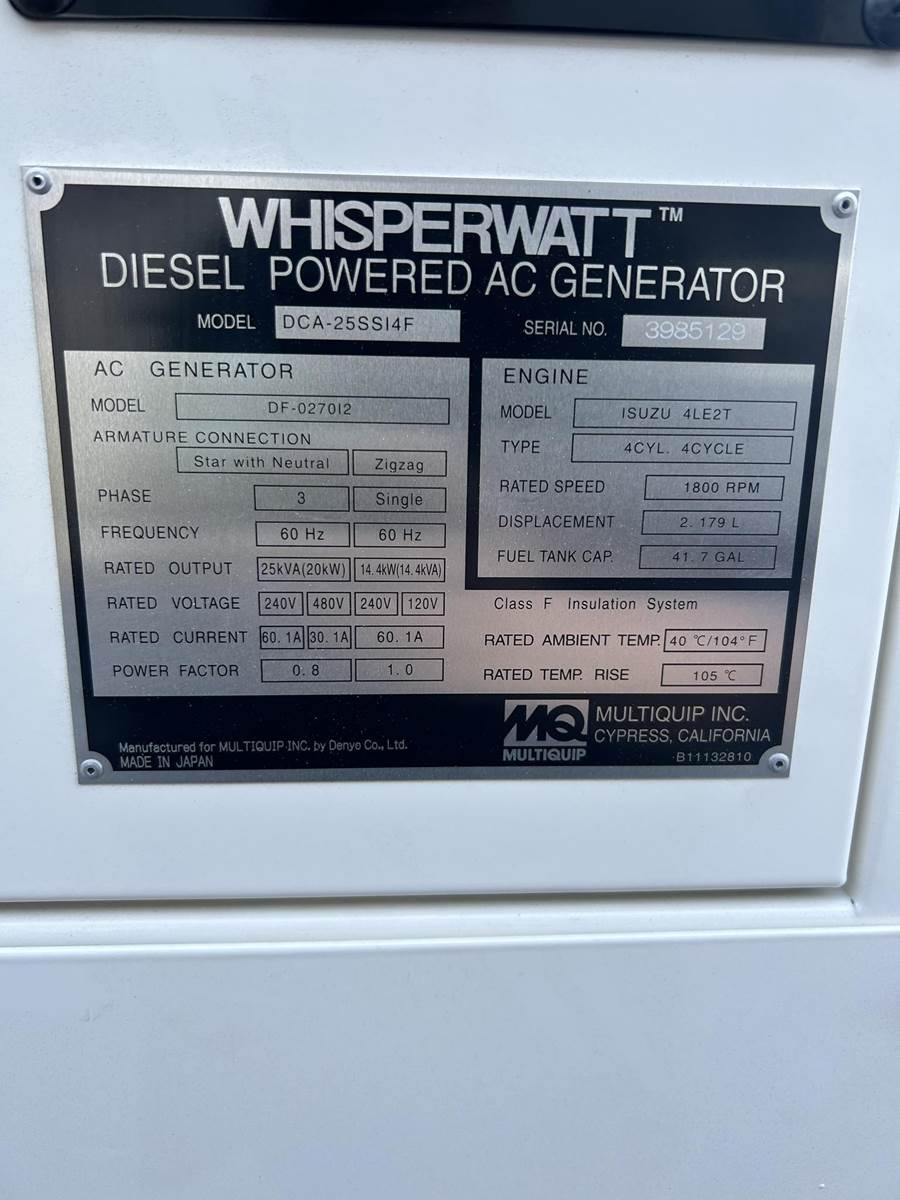 WHISPERWATT™
DIESEL POWERED AC GENERATOR
MODEL DCA-25SSI4F SERIAL NO. 3985129
AC GENERATOR
MODEL DF-0270I2
ARMATURE CONNECTION
Star with Neutral Zigzag
PHASE 3 Single
FREQUENCY 60 Hz 60 Hz
RATED OUTPUT 25kVA(20kW) 14.4kW(14.4kVA)
RATED VOLTAGE 240V 480V 240V 120V
RATED CURRENT 60.1A 30.1A 60.1A
POWER FACTOR 0.8 1.0
ENGINE
MODEL ISUZU 4LE2T
TYPE 4CYL. 4CYCLE
RATED SPEED 1800 RPM
DISPLACEMENT 2.179 L
FUEL TANK CAP. 41.7 GAL
Class F Insulation System
RATED AMBIENT TEMP. 40 ℃/104°F
RATED TEMP. RISE 105 ℃
Manufactured for MULTIQUIP INC. by Denyo Co., Ltd.
MADE IN JAPAN
MQ
MULTIQUIP
MULTIQUIP INC.
CYPRESS, CALIFORNIA
B11132810